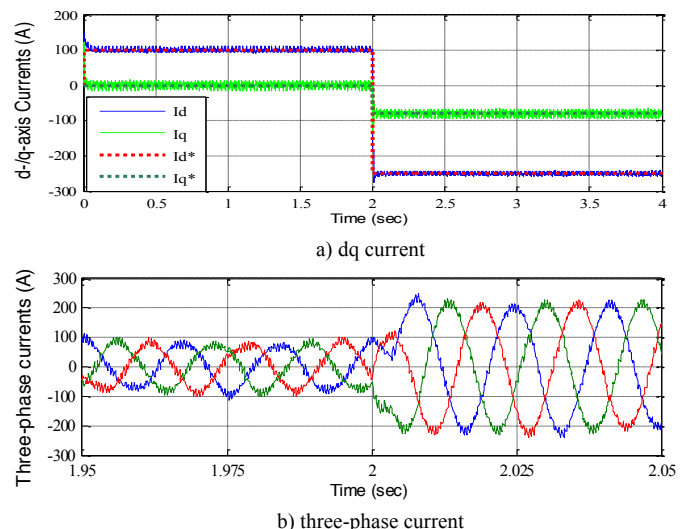 d-/q-axis Currents (A)
200
100
0
-100
-200
-300
Id
Iq
Id*
Iq*
0 0.5 1 1.5 2 2.5 3 3.5 4
Time (sec)
a) dq current
Three-phase currents (A)
300
200
100
0
-100
-200
-300
1.95 1.975 2 2.025 2.05
Time (sec)
b) three-phase current